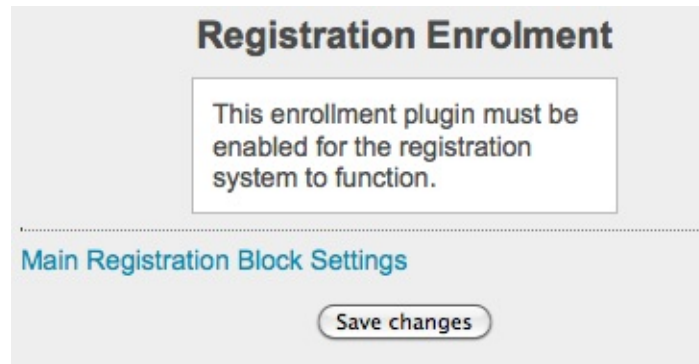 Registration Enrolment
This enrollment plugin must be
enabled for the registration
system to function.
Main Registration Block Settings
Save changes